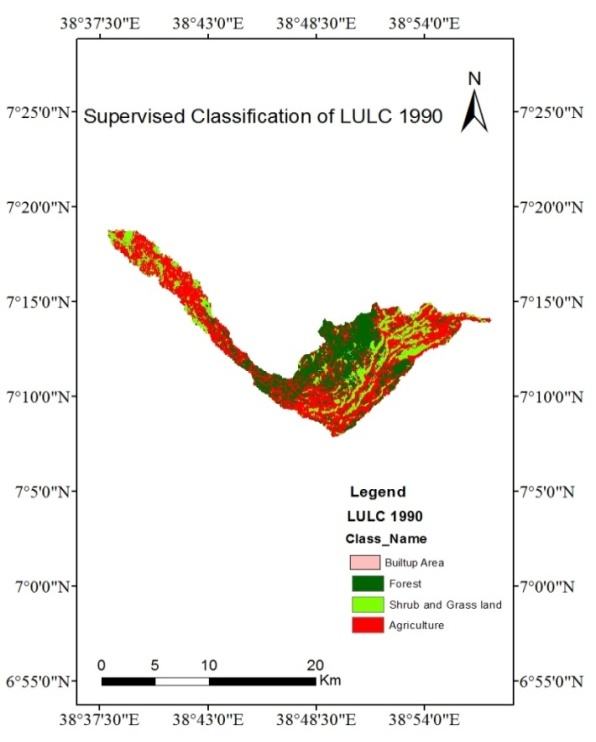 38°37'30"E 38°43'0"E 38°48'30"E 38°54'0"E
N
7°25'0"N 7°25'0"N
Supervised Classification of LULC 1990
7°20'0"N 7°20'0"N
7°15'0"N 7°15'0"N
7°10'0"N 7°10'0"N
7°5'0"N 7°5'0"N
Legend
LULC 1990
Class_Name
Builtup Area
7°0'0"N 7°0'0"N
Forest
Shrub and Grass land
Agriculture
0 5 10 20
Km
6°55'0"N 6°55'0"N
38°37'30"E 38°43'0"E 38°48'30"E 38°54'0"E